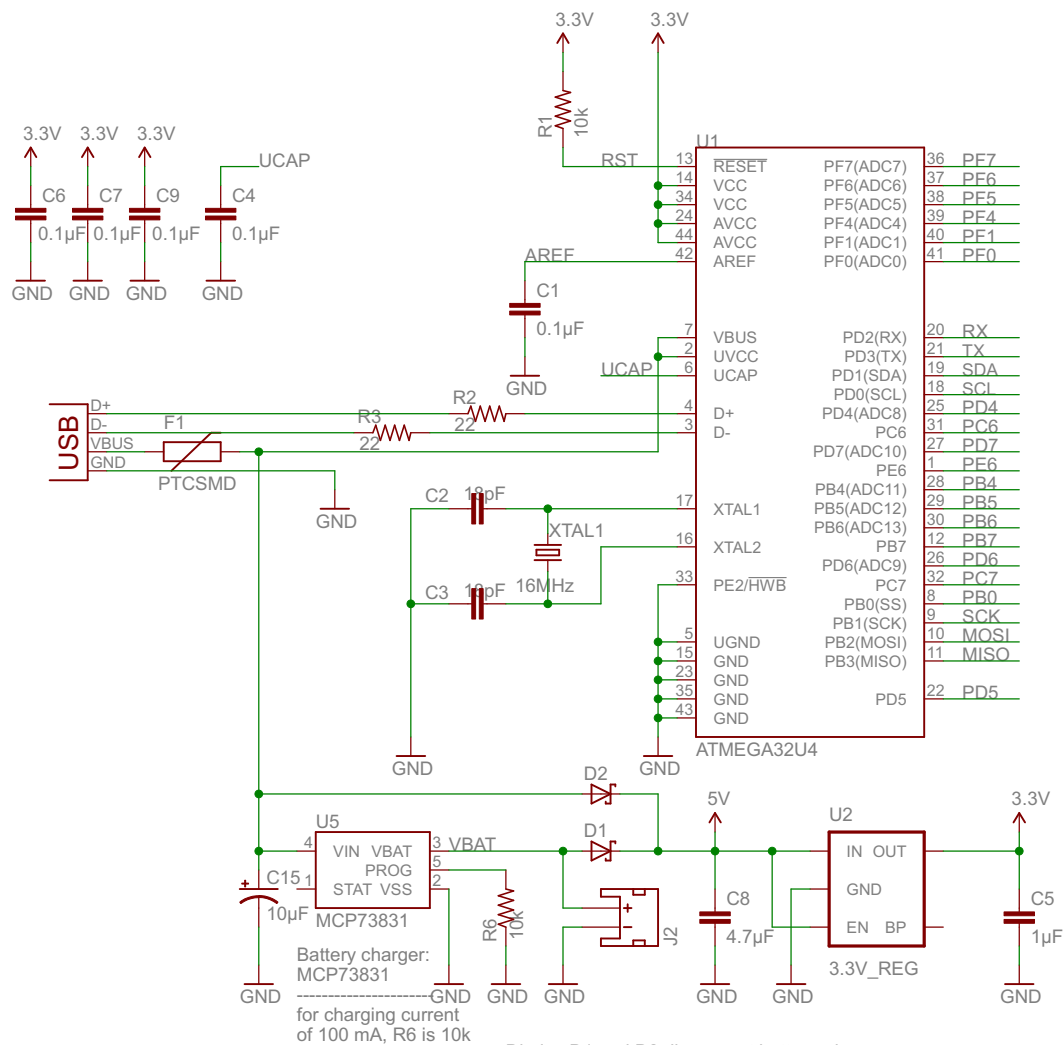 3.3V 3.3V
R1
10k
3.3V 3.3V 3.3V
UCAP
C6 C7 C9 C4
0.1µF 0.1µF 0.1µF 0.1µF
GND GND GND GND
U1
RST 13 RESET
14 VCC
34 VCC
24 AVCC
44 AVCC
AREF 42 AREF
C1
0.1µF
GND
7 VBUS
2 UVCC
UCAP 6 UCAP
4 D+
3 D-
17 XTAL1
16 XTAL2
33 PE2/HWB
5 UGND
15 GND
23 GND
35 GND
43 GND
PF7(ADC7) 36 PF7
PF6(ADC6) 37 PF6
PF5(ADC5) 38 PF5
PF4(ADC4) 39 PF4
PF1(ADC1) 40 PF1
PF0(ADC0) 41 PF0
PD2(RX) 20 RX
PD3(TX) 21 TX
PD1(SDA) 19 SDA
PD0(SCL) 18 SCL
PD4(ADC8) 25 PD4
PC6 31 PC6
PD7(ADC10) 27 PD7
PE6 1 PE6
PB4(ADC11) 28 PB4
PB5(ADC12) 29 PB5
PB6(ADC13) 30 PB6
PB7 12 PB7
PD6(ADC9) 26 PD6
PC7 32 PC7
PB0(SS) 8 PB0
PB1(SCK) 9 SCK
PB2(MOSI) 10 MOSI
PB3(MISO) 11 MISO
PD5 22 PD5
ATMEGA32U4
USB
D+
D-
VBUS
GND
F1
PTCSMD
R2
22
R3
22
GND
C2 18pF
XTAL1
16MHz
C3
GND GND
D2
D1
U5
4 VIN VBAT 3 VBAT
PROG 5
1 STAT VSS 2
MCP73831
C15
10µF
R6
10k
J2
+
-
5V
C8
4.7µF
U2
IN OUT
GND
EN BP
3.3V_REG
3.3V
C5
1µF
GND GND GND GND GND GND GND
Battery charger:
MCP73831
--------------------
for charging current
of 100 mA, R6 is 10k